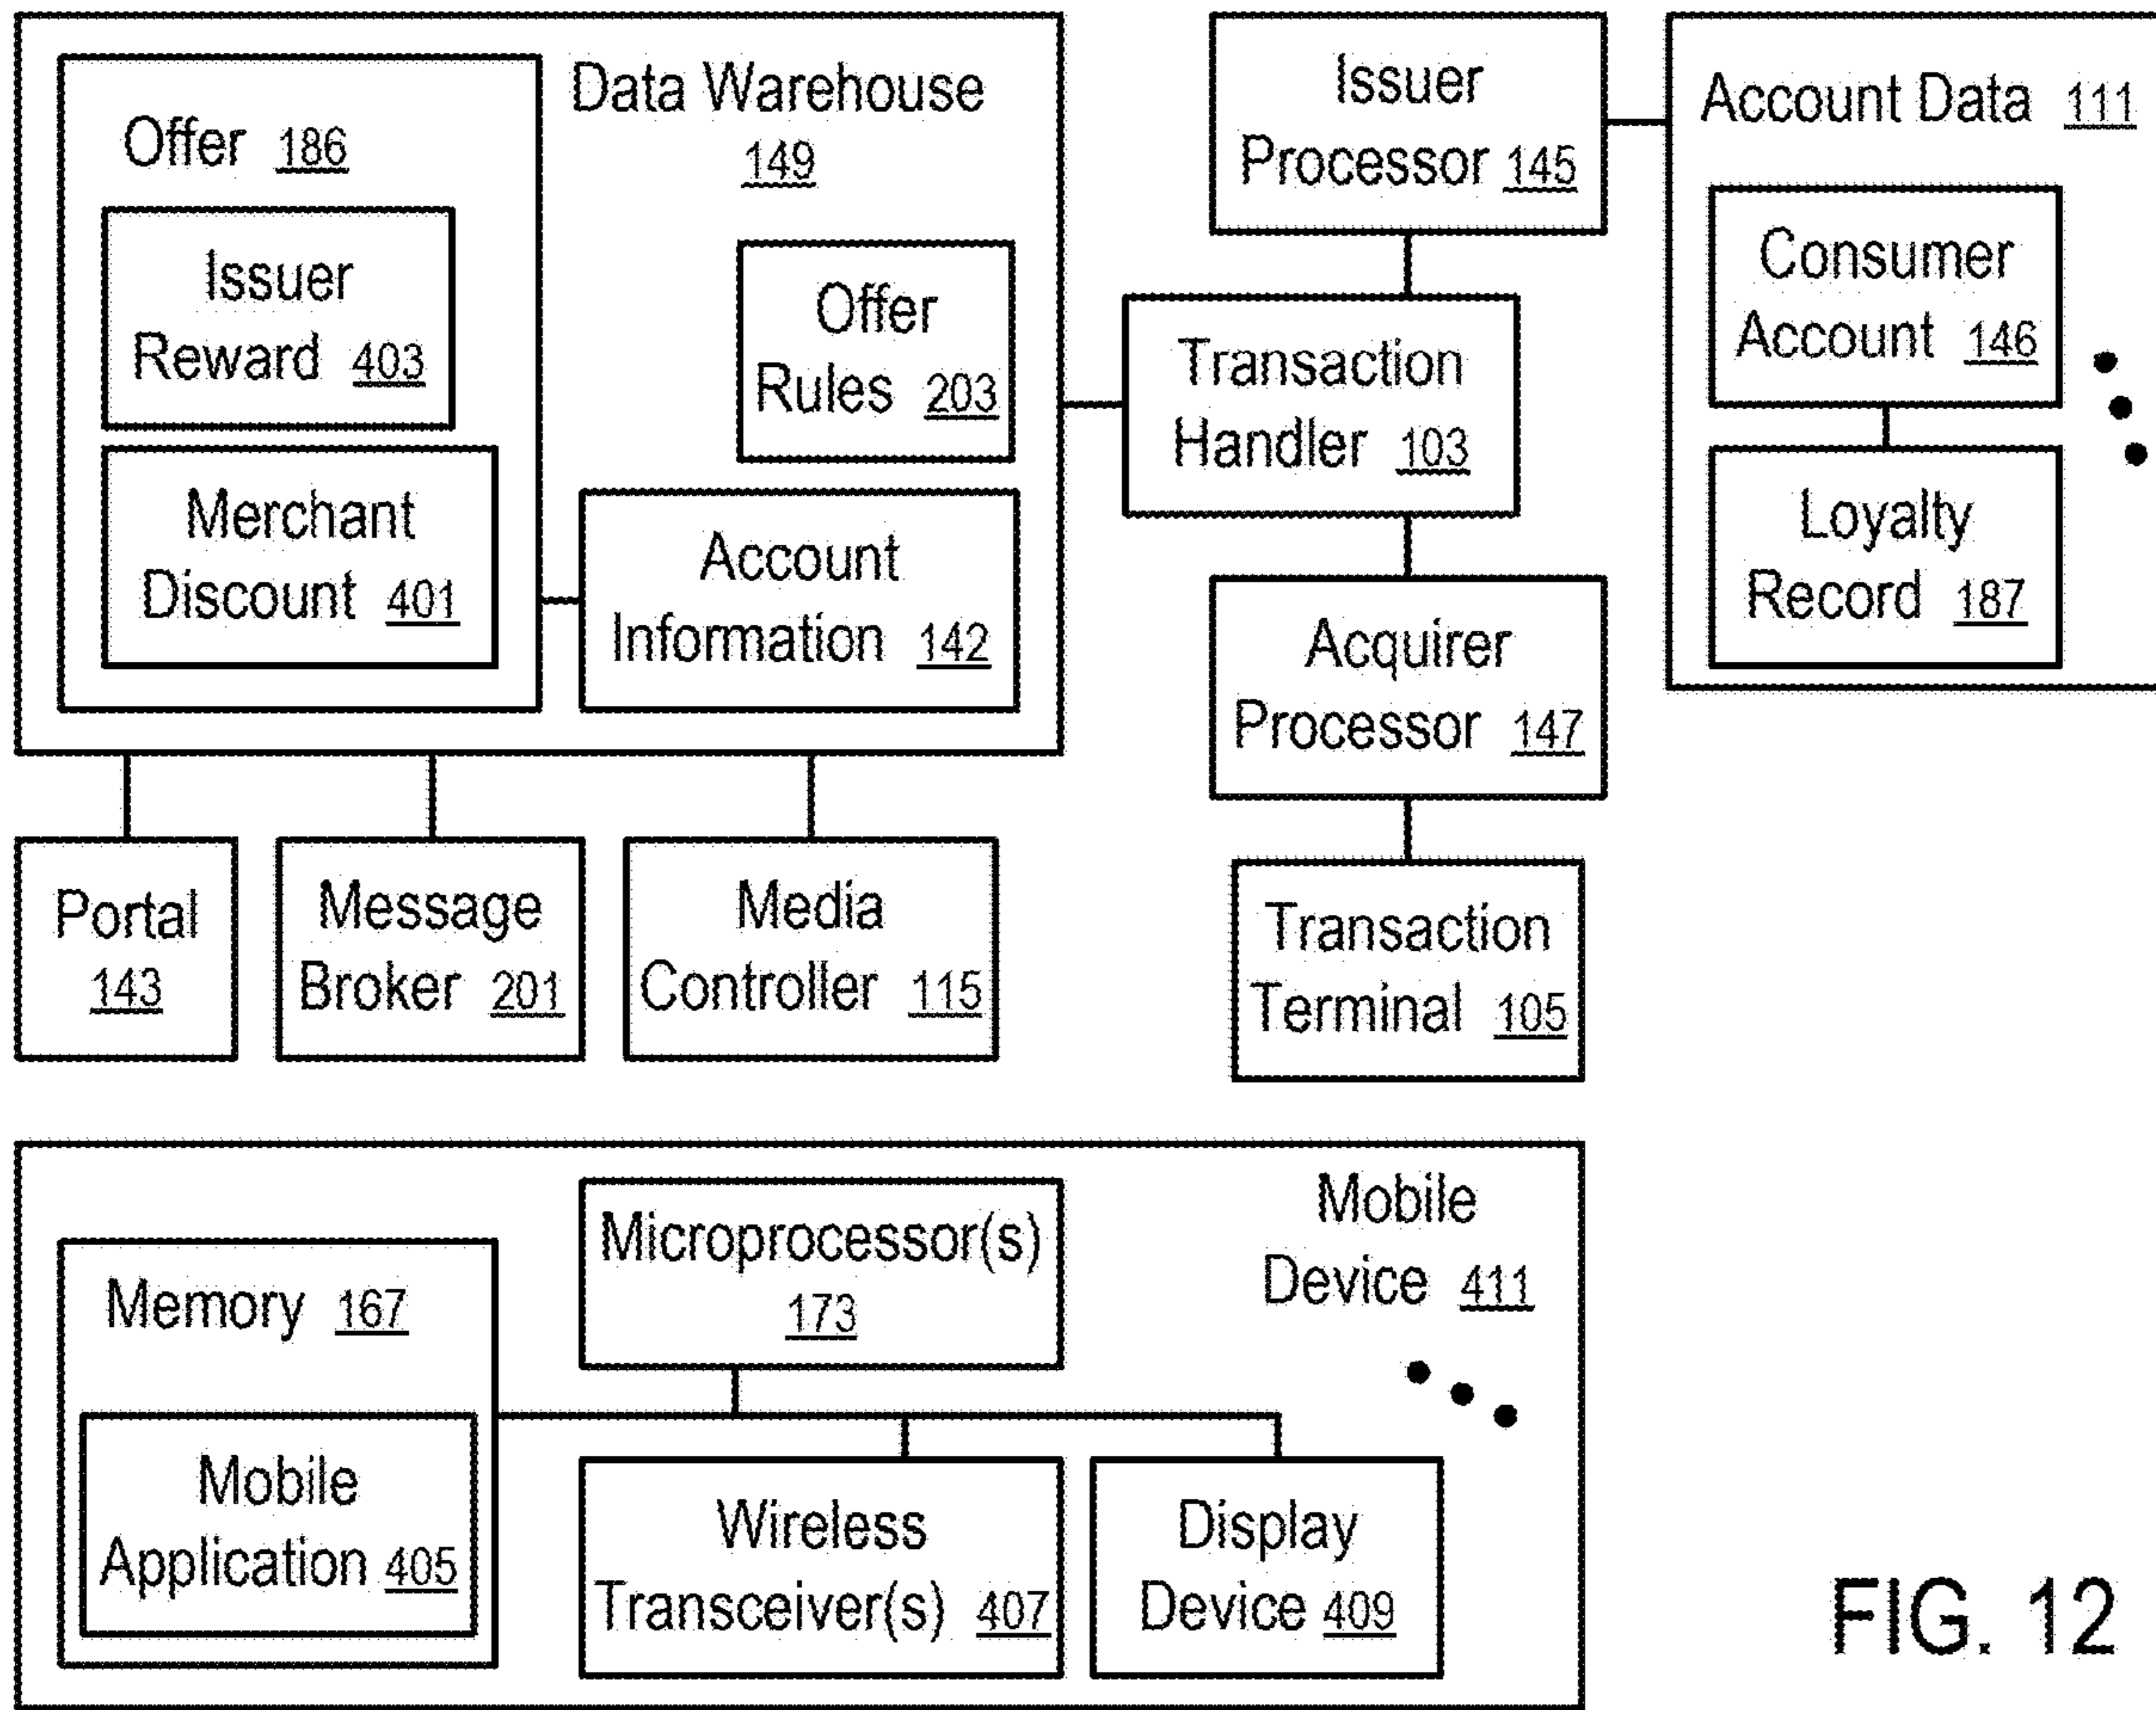 Data Warehouse
149
Offer 186
Issuer
Reward 403
Merchant
Discount 401
Offer
Rules 203
Account
Information 142
Issuer
Processor 145
Transaction
Handler 103
Acquirer
Processor 147
Transaction
Terminal 105
Account Data 111
Consumer
Account 146
Loyalty
Record 187
Portal
143
Message
Broker 201
Media
Controller 115
Mobile
Device 411
Microprocessor(s)
173
Memory 167
Mobile
Application 405
Wireless
Transceiver(s) 407
Display
Device 409
FIG. 12